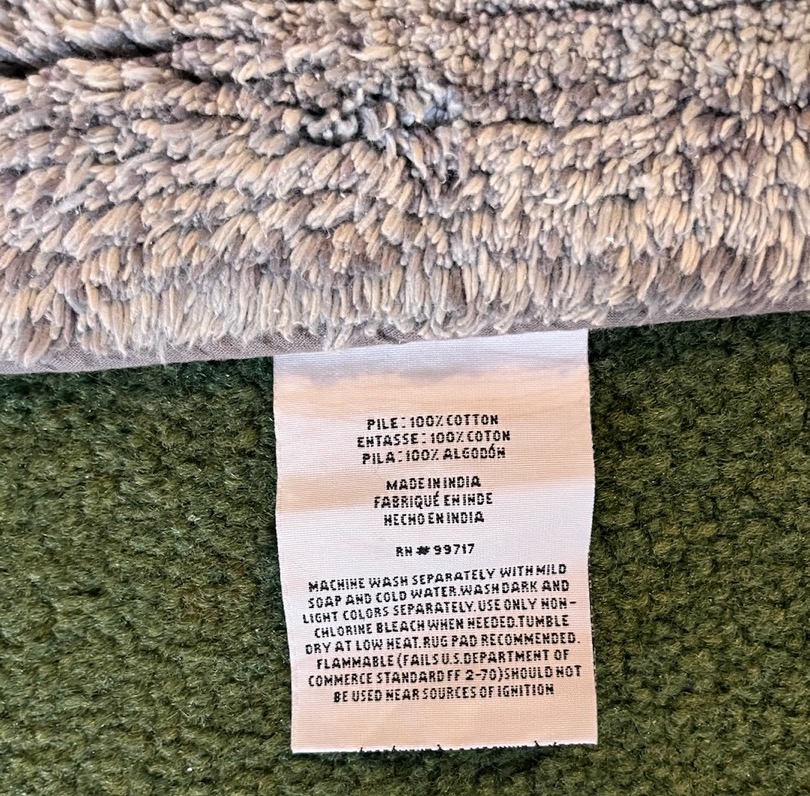 PILE: 100% COTTON
ENTASSE: 100% COTON
PILA: 100% ALGODÓN
MADE IN INDIA
FABRIQUÉ EN INDE
HECHO EN INDIA
RN # 99717
MACHINE WASH SEPARATELY WITH MILD
SOAP AND COLD WATER.WASH DARK AND
LIGHT COLORS SEPARATELY.USE ONLY NON-
CHLORINE BLEACH WHEN NEEDED.TUMBLE
DRY AT LOW HEAT.RUG PAD RECOMMENDED.
FLAMMABLE (FAILS U.S.DEPARTMENT OF
COMMERCE STANDARD FF 2-70)SHOULD NOT
BE USED NEAR SOURCES OF IGNITION